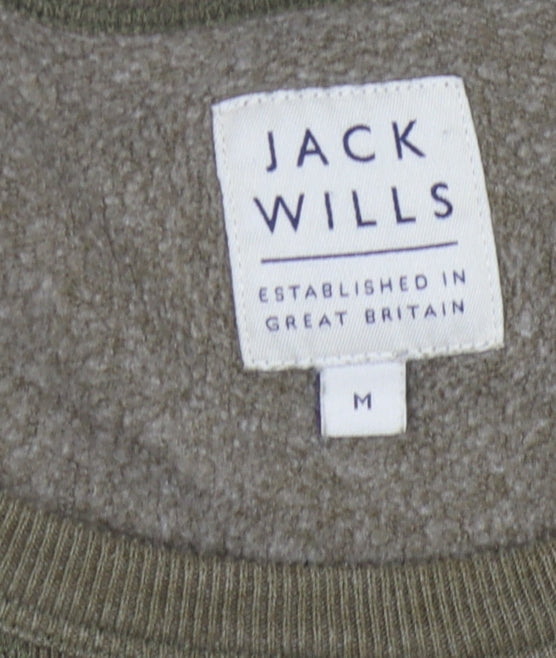 JACK
WILLS
ESTABLISHED IN
GREAT BRITAIN
M